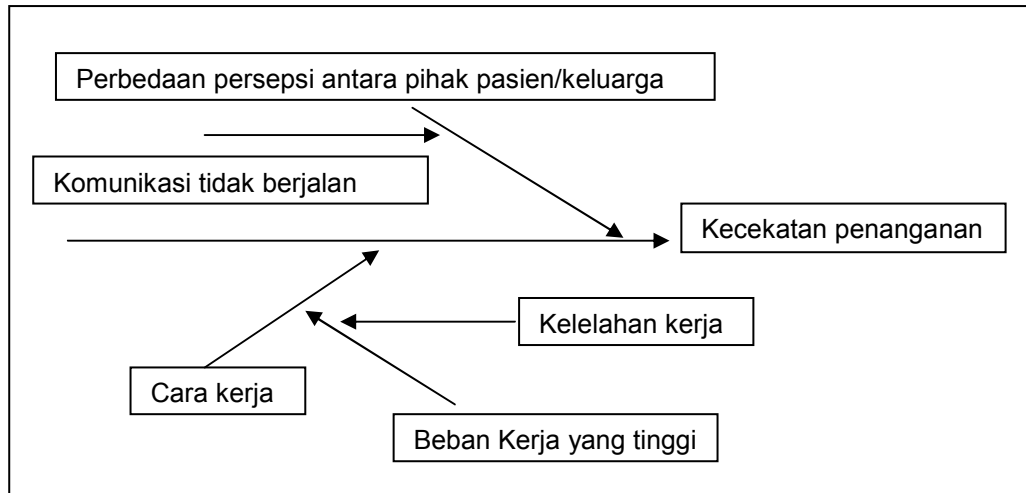 Perbedaan persepsi antara pihak pasien/keluarga
Komunikasi tidak berjalan
Kecekatan penanganan
Kelelahan kerja
Cara kerja
Beban Kerja yang tinggi